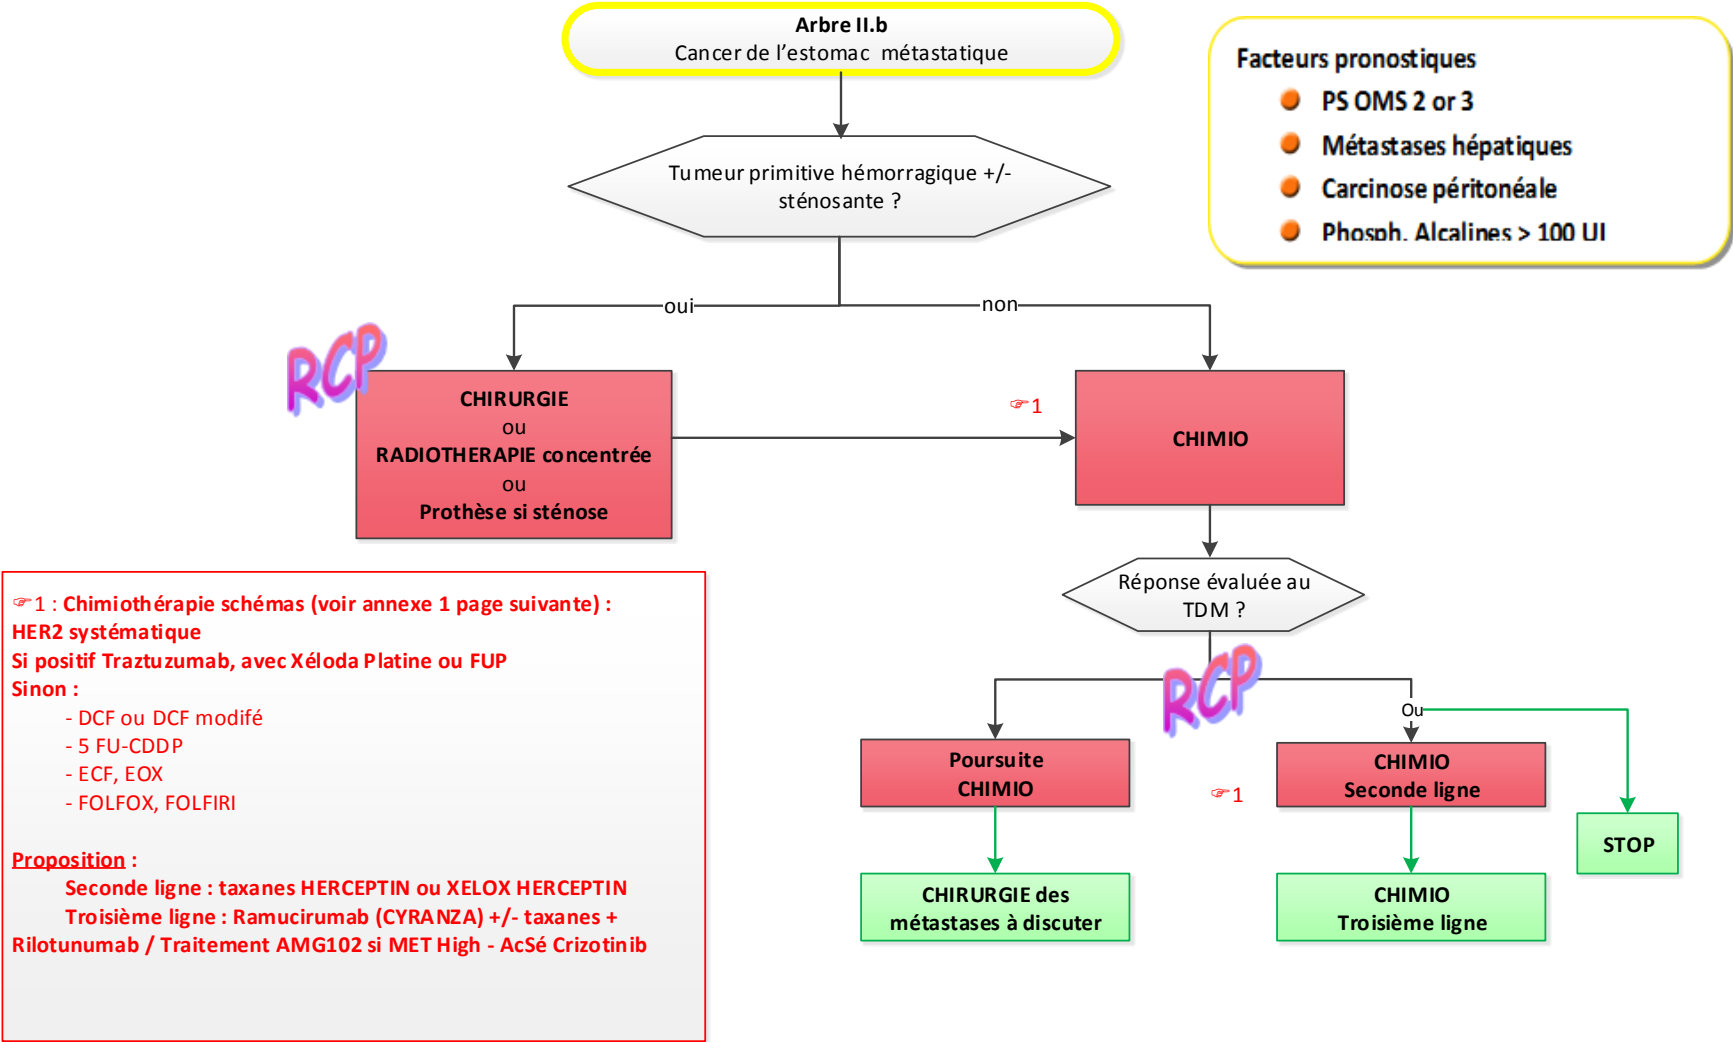 Arbre II.b
Cancer de l'estomac métastatique
Facteurs pronostiques
PS OMS 2 or 3
Métastases hépatiques
Carcinose péritonéale
Phosph. Alcalines > 100 UI
Tumeur primitive hémorragique +/-
sténosante ?
oui
non
RCP
CHIRURGIE
ou
RADIOTHERAPIE concentrée
ou
Prothèse si sténose
☞1
CHIMIO
Réponse évaluée au
TDM ?
RCP
Ou
Poursuite
CHIMIO
☞1
CHIMIO
Seconde ligne
STOP
CHIRURGIE des
métastases à discuter
CHIMIO
Troisième ligne
☞1 : Chimiothérapie schémas (voir annexe 1 page suivante) :
HER2 systématique
Si positif Traztuzumab, avec Xéloda Platine ou FUP
Sinon :
- DCF ou DCF modifé
- 5 FU-CDDP
- ECF, EOX
- FOLFOX, FOLFIRI
Proposition :
Seconde ligne : taxanes HERCEPTIN ou XELOX HERCEPTIN
Troisième ligne : Ramucirumab (CYRANZA) +/- taxanes +
Rilotunumab / Traitement AMG102 si MET High - AcSé Crizotinib